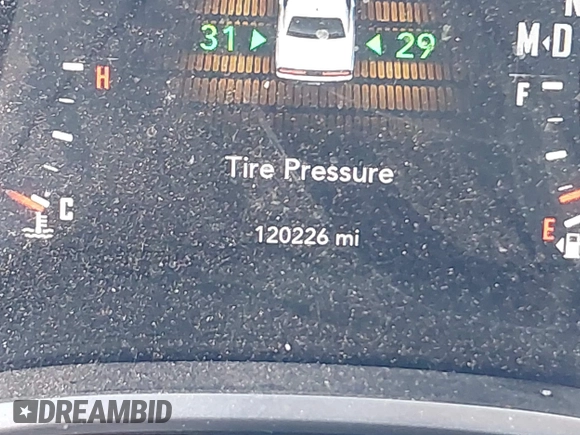 31 29
M◂D
H
F
Tire Pressure
C
E
120226 mi
DREAMBID